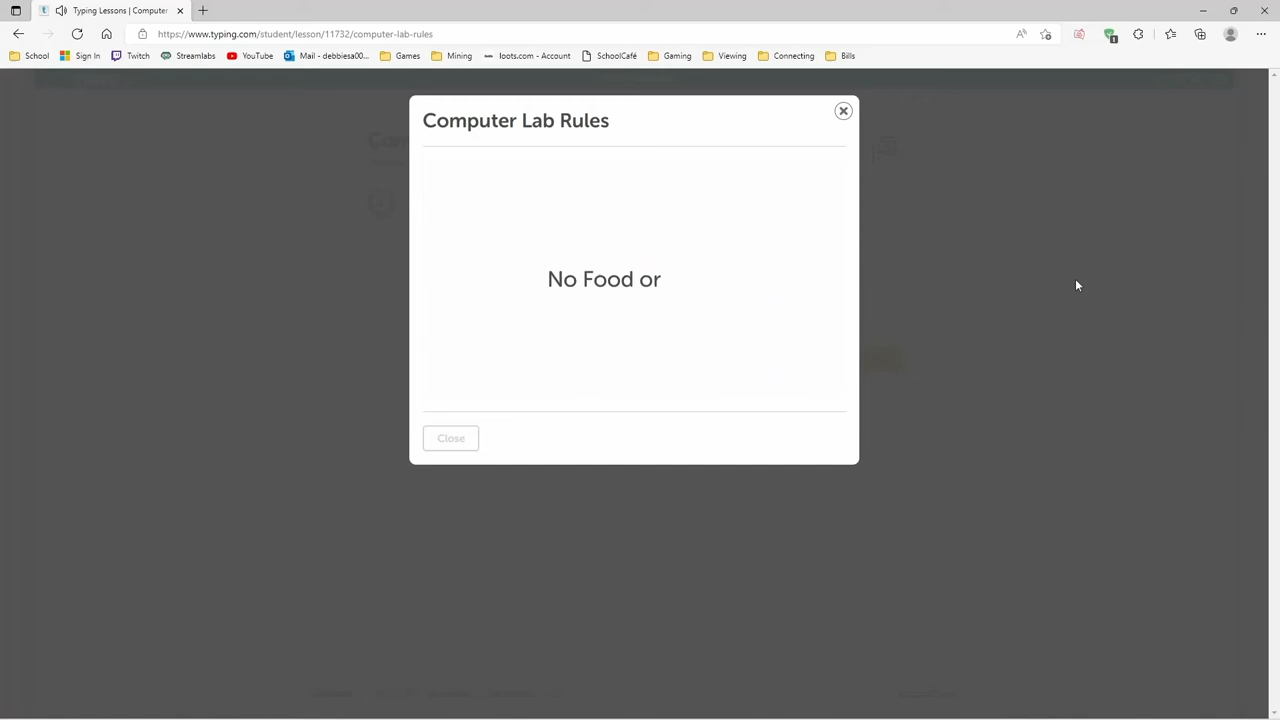 Typing Lessons | Computer
https://www.typing.com/student/lesson/11732/computer-lab-rules
School Sign In Twitch Streamlabs YouTube Mail - debbiesa00... Games Mining loots.com - Account SchoolCafé Gaming Viewing Connecting Bills
Computer Lab Rules
No Food or
Close